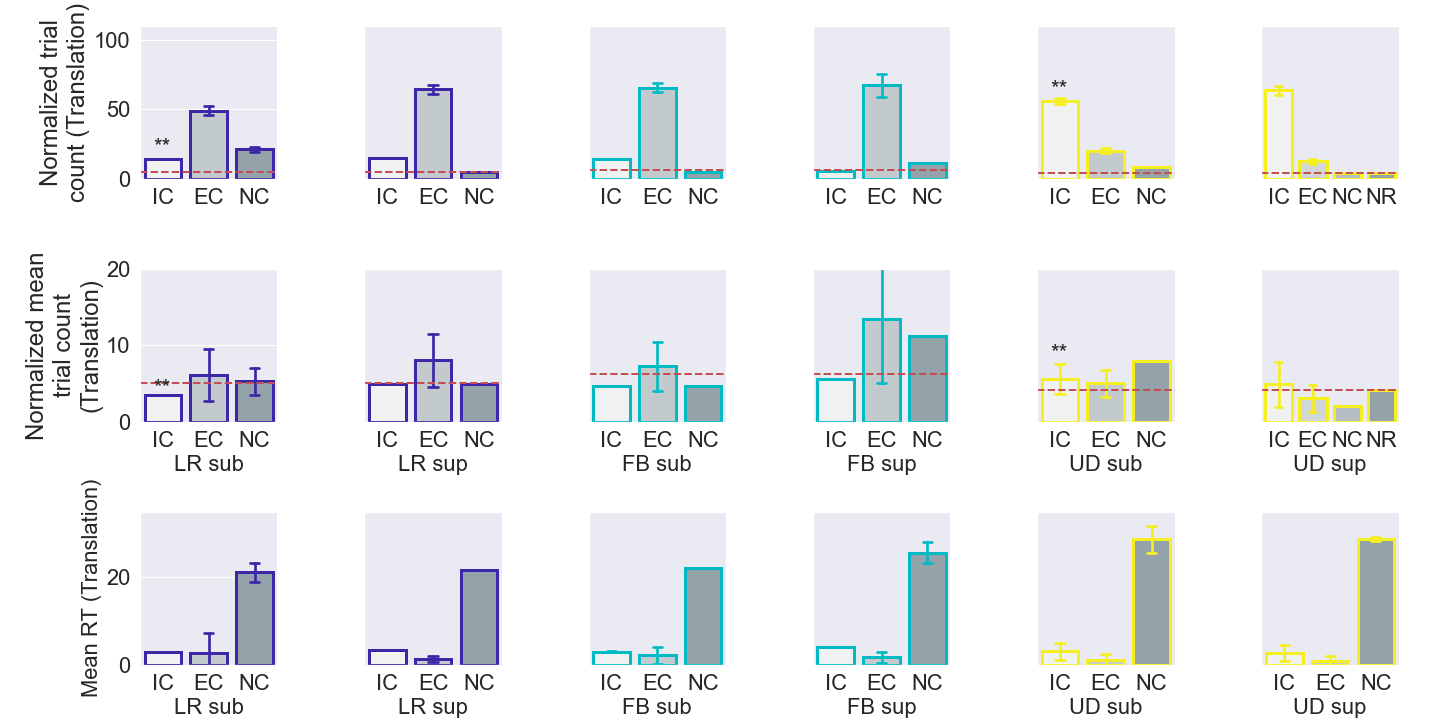 Normalized trial
count (Translation)
100
50
0
**
**
IC EC NC
IC EC NC
IC EC NC
IC EC NC
IC EC NC
IC EC NC NR
Normalized mean
trial count
(Translation)
20
10
0
**
**
IC EC NC
IC EC NC
IC EC NC
IC EC NC
IC EC NC
IC EC NC NR
LR sub
LR sup
FB sub
FB sup
UD sub
UD sup
Mean RT (Translation)
20
0
IC EC NC
IC EC NC
IC EC NC
IC EC NC
IC EC NC
IC EC NC
LR sub
LR sup
FB sub
FB sup
UD sub
UD sup